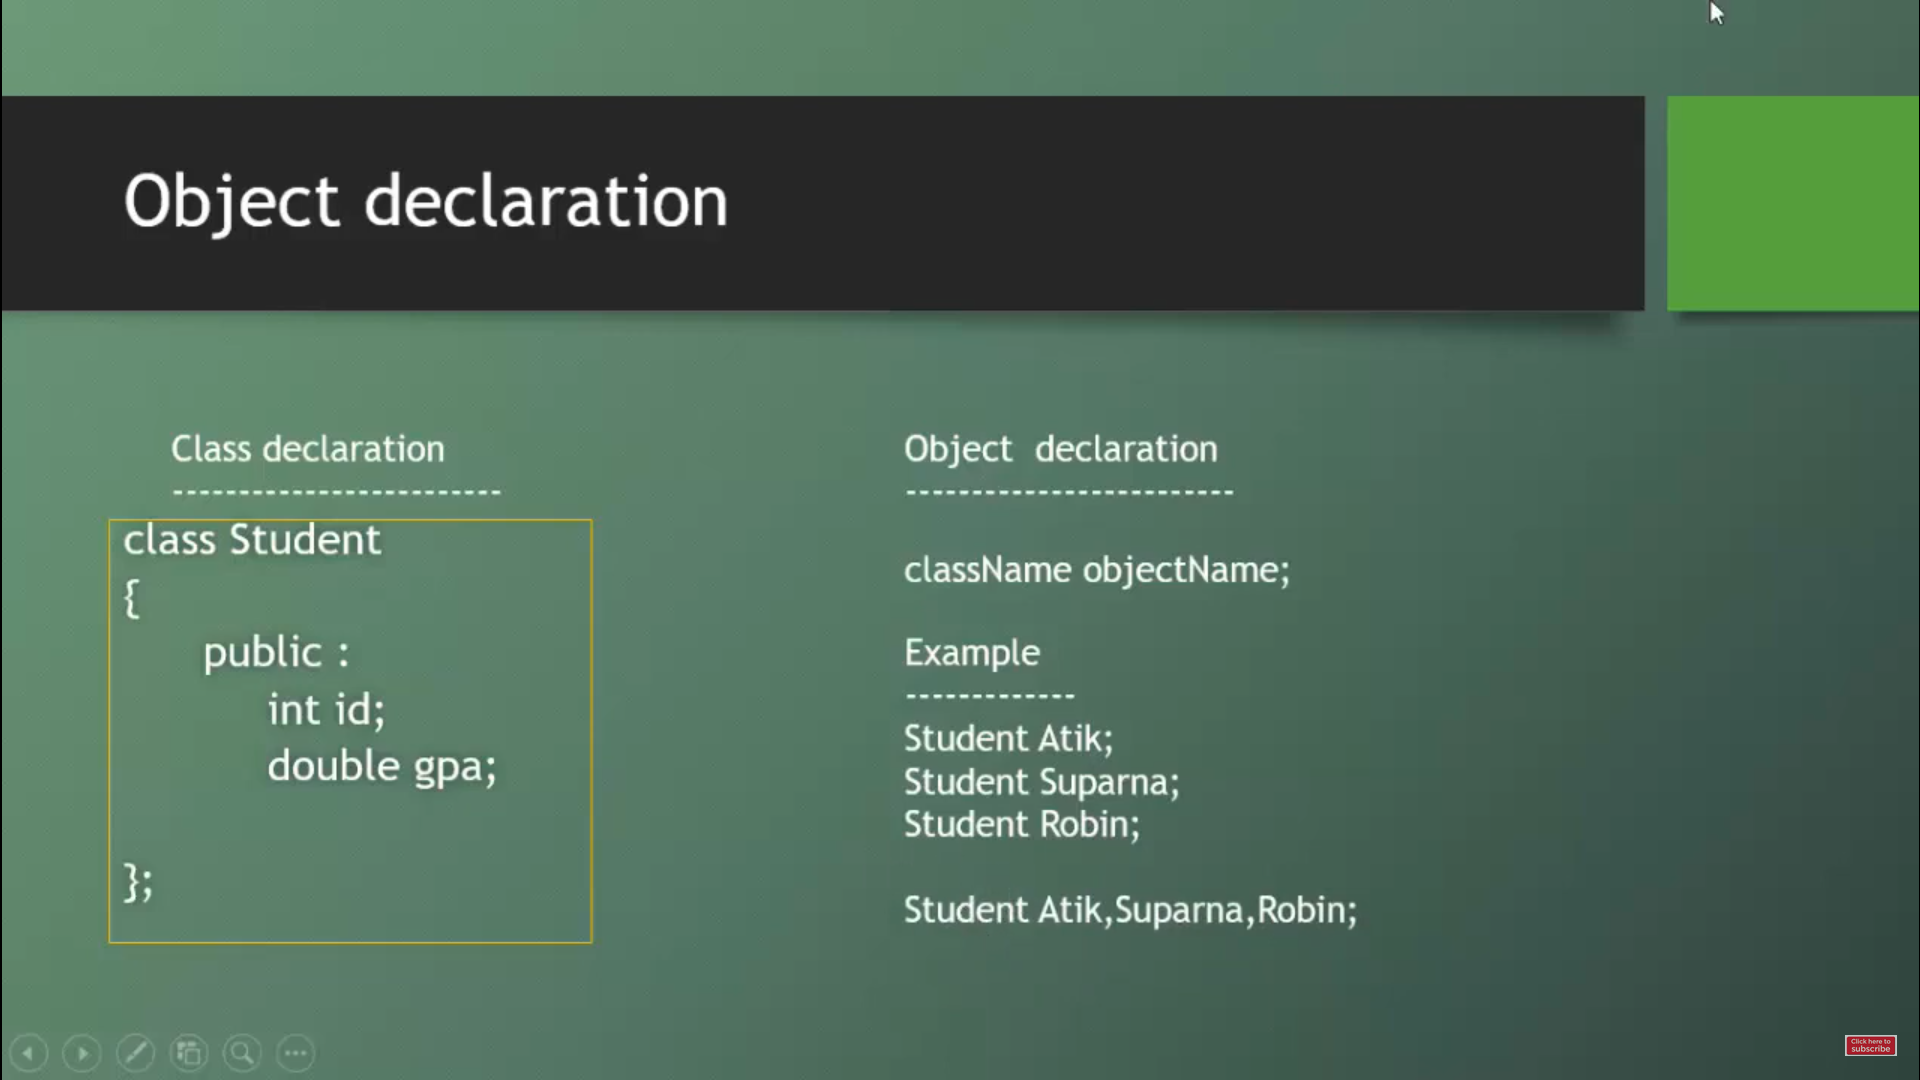 Object declaration
Class declaration
-------------------------
class Student
{
public :
int id;
double gpa;
};
Object  declaration
-------------------------
className objectName;
Example
-------------
Student Atik;
Student Suparna;
Student Robin;
Student Atik,Suparna,Robin;
Click here to
subscribe